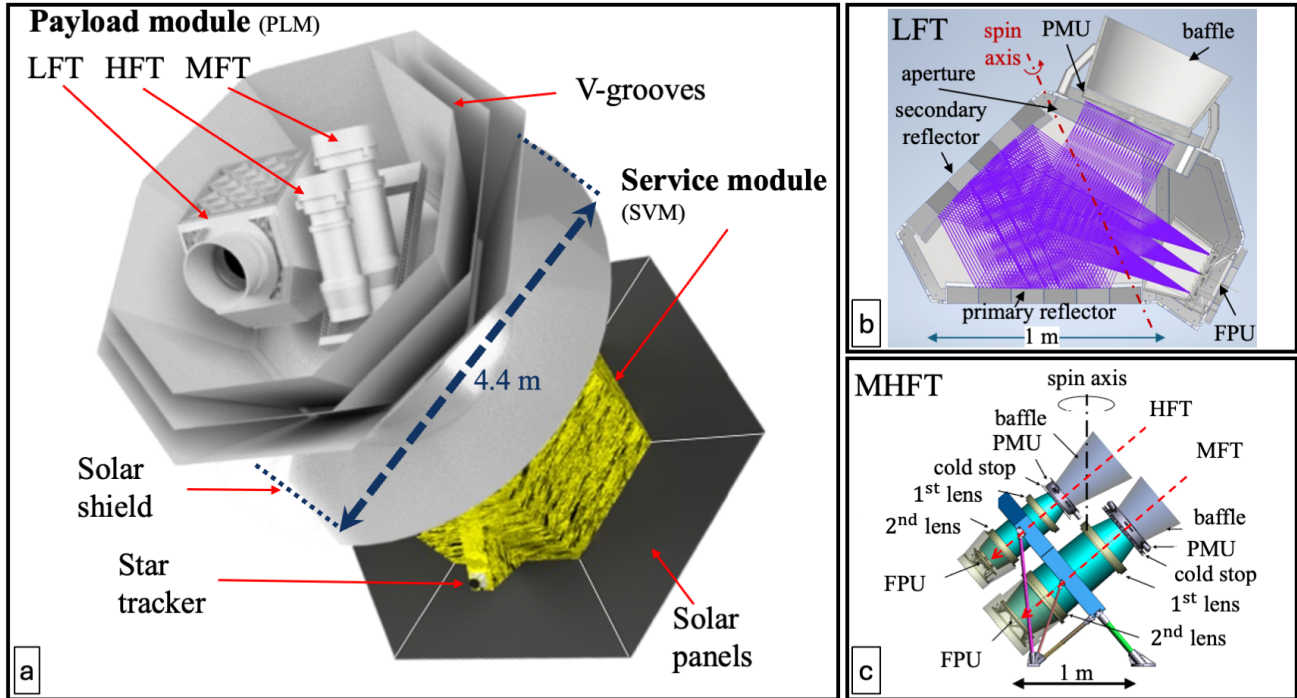 Payload module (PLM)
LFT HFT MFT
V-grooves
Service module
(SVM)
4.4 m
Solar
shield
Star
tracker
Solar
panels
a
LFT
spin
axis
PMU
baffle
aperture
secondary
reflector
primary reflector
FPU
1 m
b
MHFT
spin axis
HFT
baffle
PMU
MFT
cold stop
1st lens
2nd lens
baffle
PMU
cold stop
FPU
1st lens
2nd lens
FPU
1 m
c